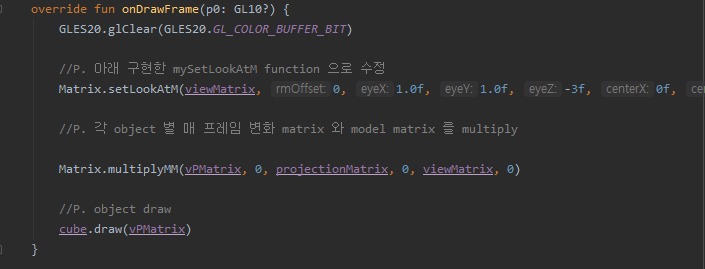 override fun onDrawFrame(p0: GL10?) {
GLES20.glClear(GLES20.GL_COLOR_BUFFER_BIT)
//P. 아래 구현한 mySetLookAtM function 으로 수정
Matrix.setLookAtM(viewMatrix, rmOffset: 0, eyeX: 1.0f, eyeY: 1.0f, eyeZ: -3f, centerX: 0f,
//P. 각 object 별 매 프레임 변화 matrix 와 model matrix 를 multiply
Matrix.multiplyMM(vPMatrix, 0, projectionMatrix, 0, viewMatrix, 0)
//P. object draw
cube.draw(vPMatrix)
}